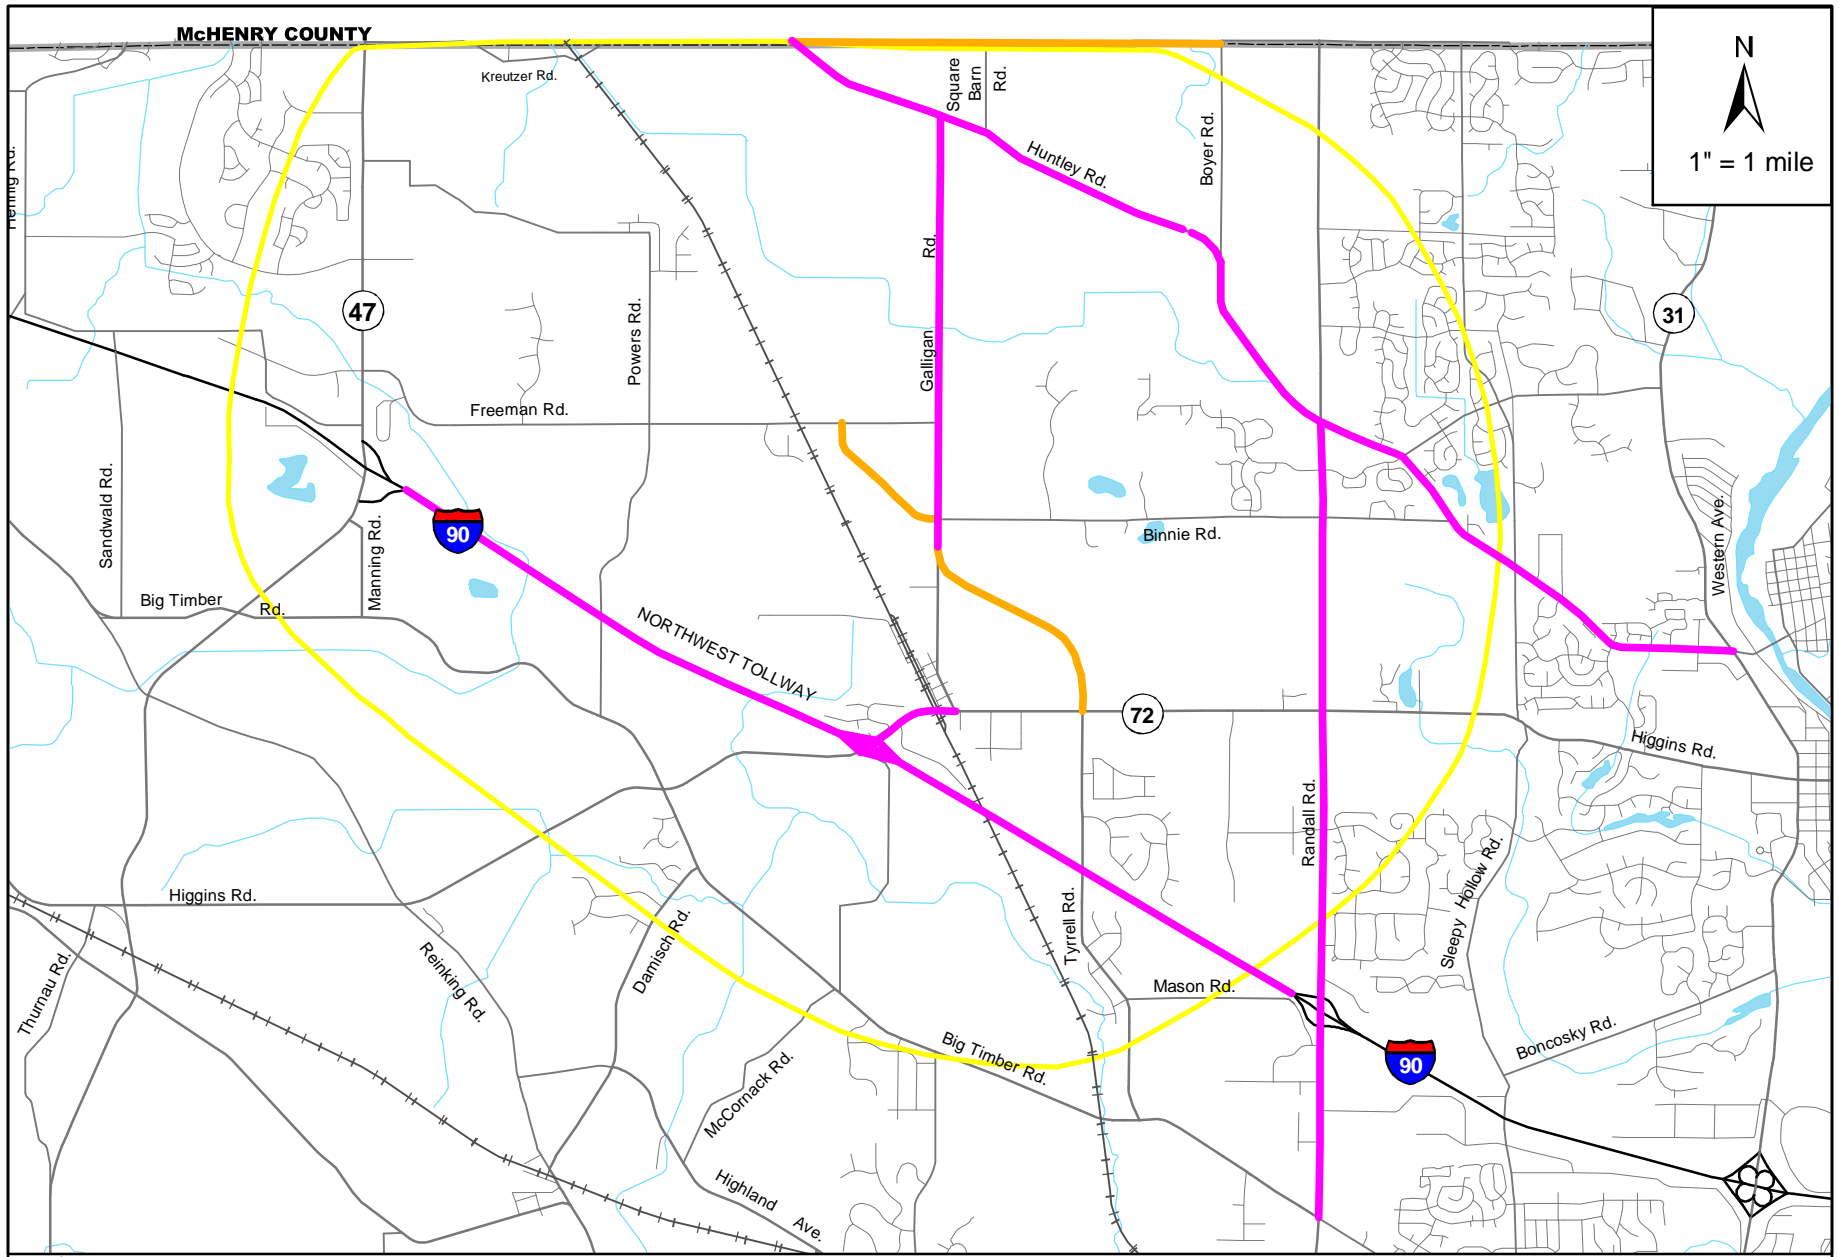 McHENRY COUNTY
N
1" = 1 mile
Kreutzer Rd.
Square
Barn
Rd.
Boyer Rd.
Huntley Rd.
Hennig Rd.
Rd.
Galligan
47
31
Powers Rd.
Freeman Rd.
Sandwald Rd.
Manning Rd.
90
Binnie Rd.
Western Ave.
Big Timber
Rd.
NORTHWEST TOLLWAY
72
Higgins Rd.
Randall Rd.
Sleepy Hollow Rd.
Higgins Rd.
Tyrrell Rd.
Damisch Rd.
Reinking Rd.
Thurnau Rd.
Mason Rd.
Big Timber Rd.
Boncosky Rd.
90
McCornack Rd.
Highland
Ave.